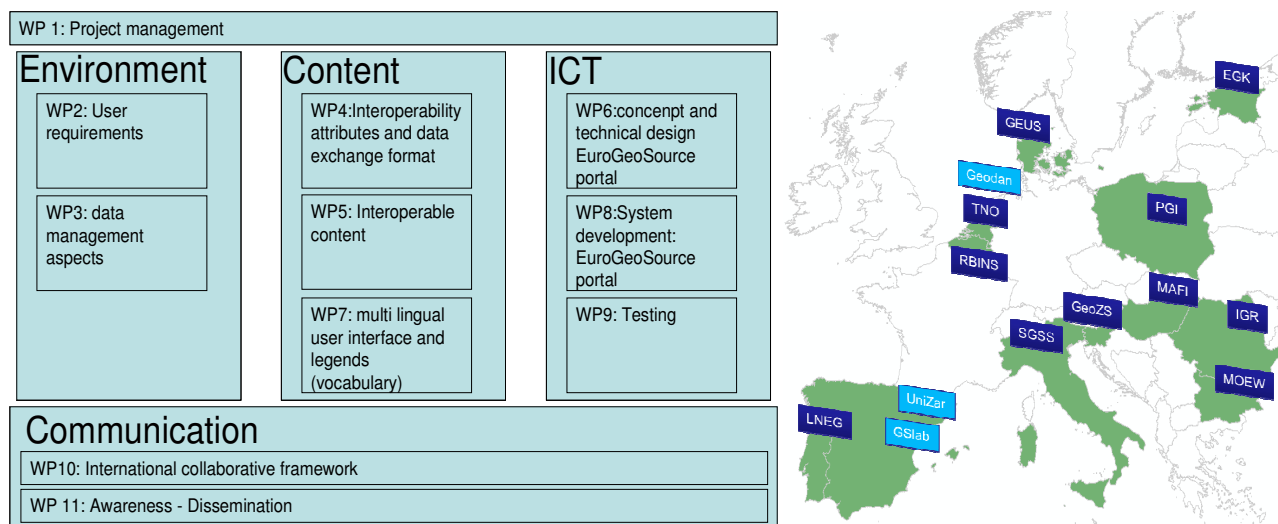 WP 1: Project management
Environment
WP2: User
requirements
WP3: data
management
aspects
Content
WP4:Interoperability
attributes and data
exchange format
WP5: Interoperable
content
WP7: multi lingual
user interface and
legends
(vocabulary)
ICT
WP6:concenpt and
technical design
EuroGeoSource
portal
WP8:System
development:
EuroGeoSource
portal
WP9: Testing
Communication
WP10: International collaborative framework
WP 11: Awareness - Dissemination
EGK
GEUS
Geodan
TNO
PGI
RBINS
MAFI
GeoZS
IGR
SGSS
MOEW
UniZar
LNEG
GSlab